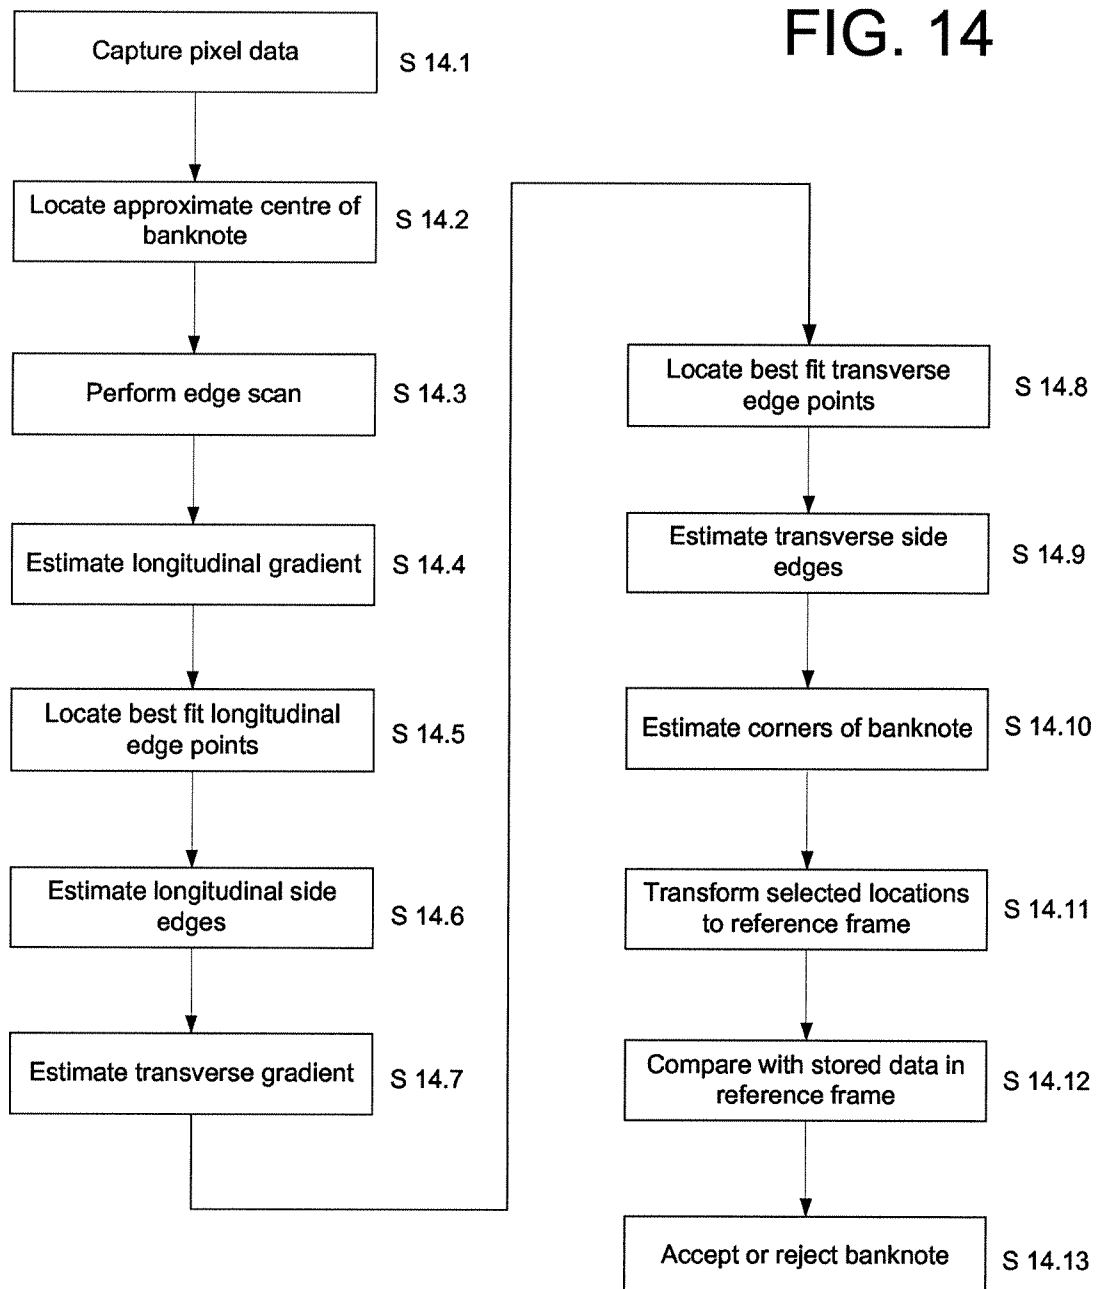 FIG. 14
Capture pixel data
S 14.1
Locate approximate centre of
banknote
S 14.2
Perform edge scan
S 14.3
Estimate longitudinal gradient
S 14.4
Locate best fit longitudinal
edge points
S 14.5
Estimate longitudinal side
edges
S 14.6
Estimate transverse gradient
S 14.7
Locate best fit transverse
edge points
S 14.8
Estimate transverse side
edges
S 14.9
Estimate corners of banknote
S 14.10
Transform selected locations
to reference frame
S 14.11
Compare with stored data in
reference frame
S 14.12
Accept or reject banknote
S 14.13